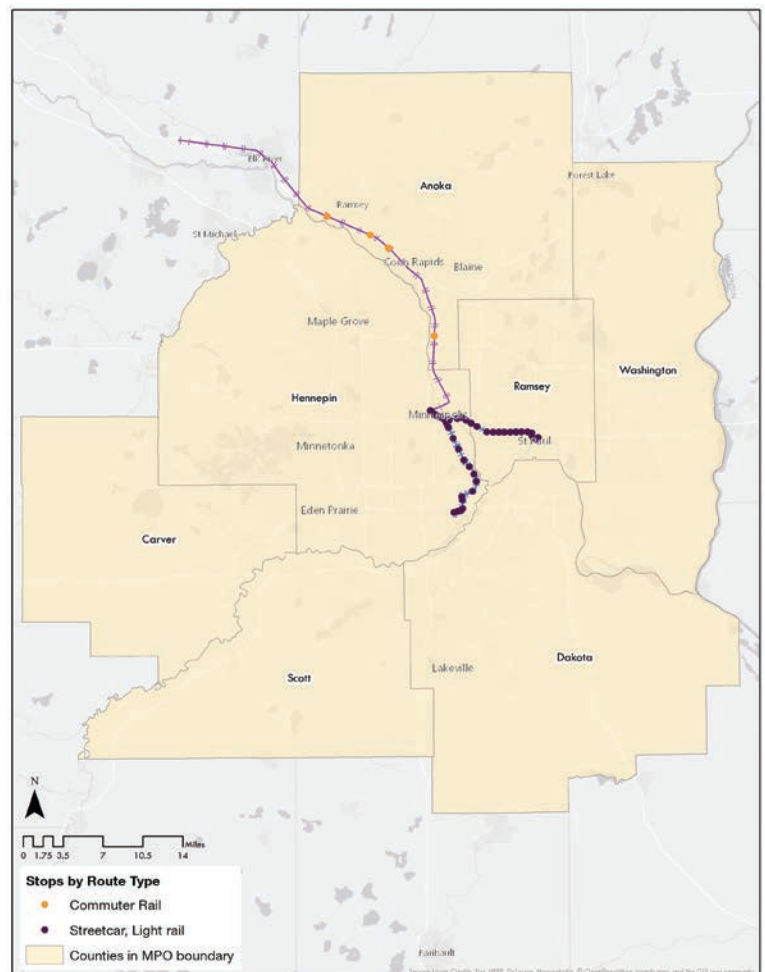 Anoka
Forest Lake
Ramsey
St Michael
Coon Rapids
Blaine
WISCONSIN
Maple Grove
Washington
Ramsey
Hennepin
Minneapolis
Minnetonka
St Paul
Eden Prairie
Carver
Dakota
Lakeville
Scott
N
Miles
0 1.75 3.5 7 10.5 14
Stops by Route Type
Commuter Rail
Streetcar, Light rail
Counties in MPO boundary
Faribault